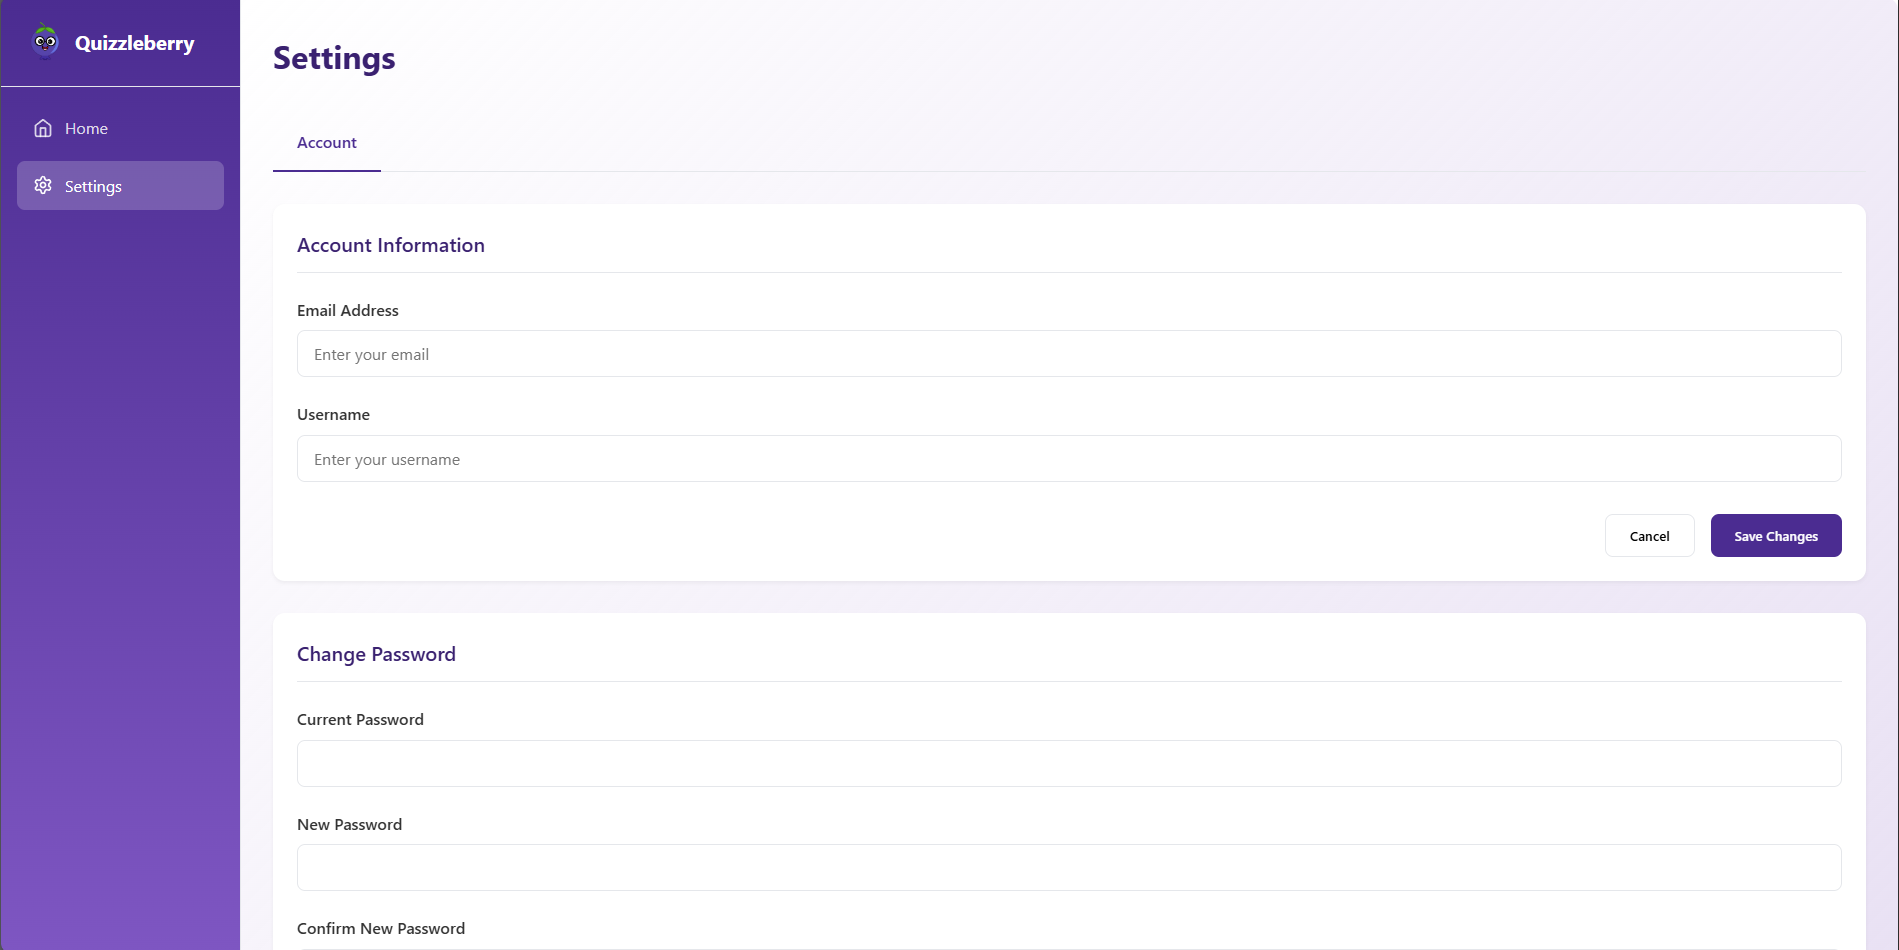 Quizzleberry
Home
Settings
Settings
Account
Account Information
Email Address
Enter your email
Username
Enter your username
Cancel
Save Changes
Change Password
Current Password
New Password
Confirm New Password